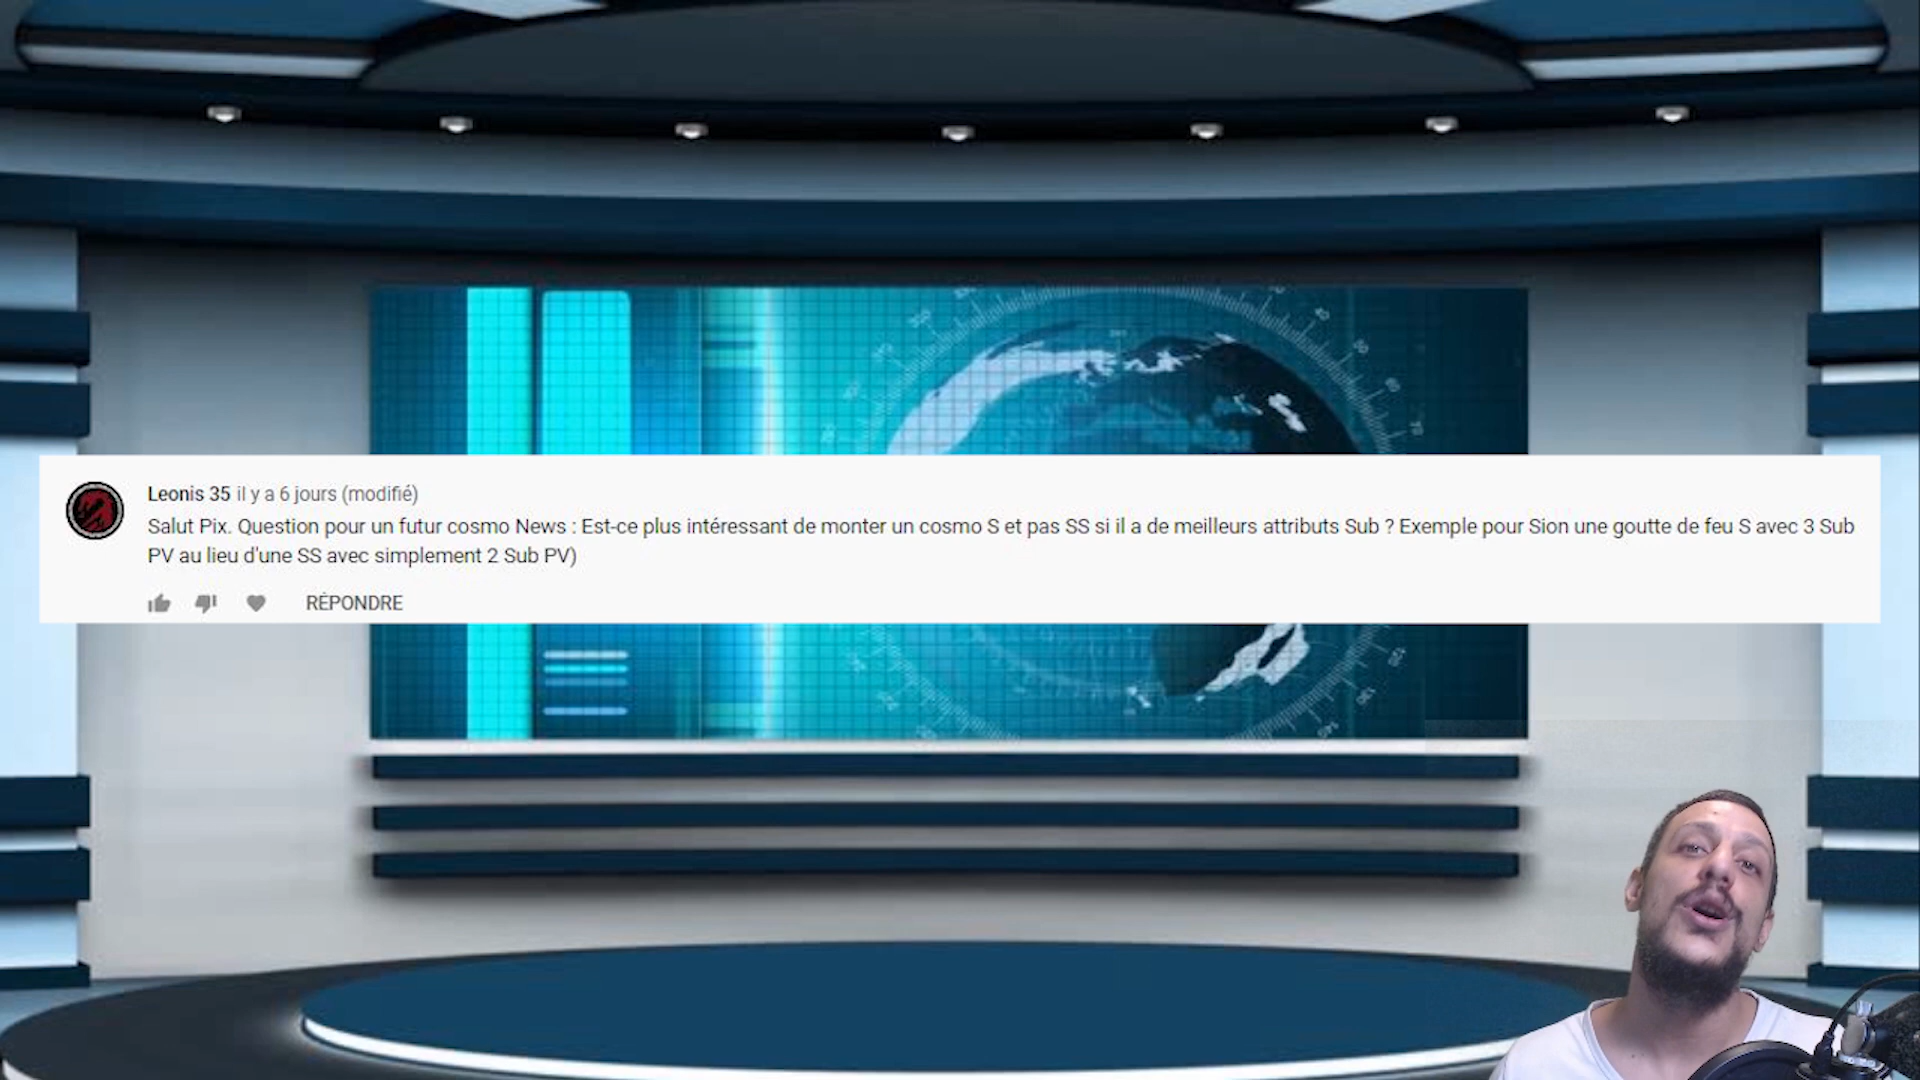 Leonis 35 il y a 6 jours (modifié)
Salut Pix. Question pour un futur cosmo News : Est-ce plus intéressant de monter un cosmo S et pas SS si il a de meilleurs attributs Sub ? Exemple pour Sion une goutte de feu S avec 3 Sub
PV au lieu d'une SS avec simplement 2 Sub PV)
RÉPONDRE